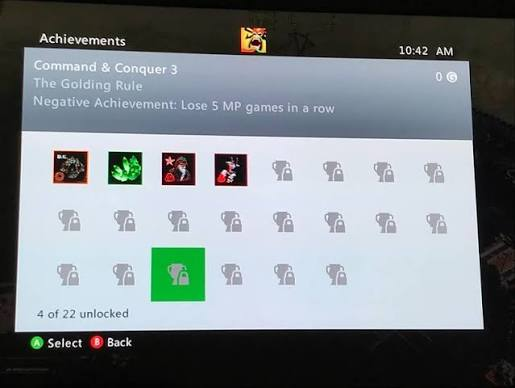 Achievements
10:42 AM
Command & Conquer 3
0 G
The Golding Rule
Negative Achievement: Lose 5 MP games in a row
4 of 22 unlocked
A Select B Back